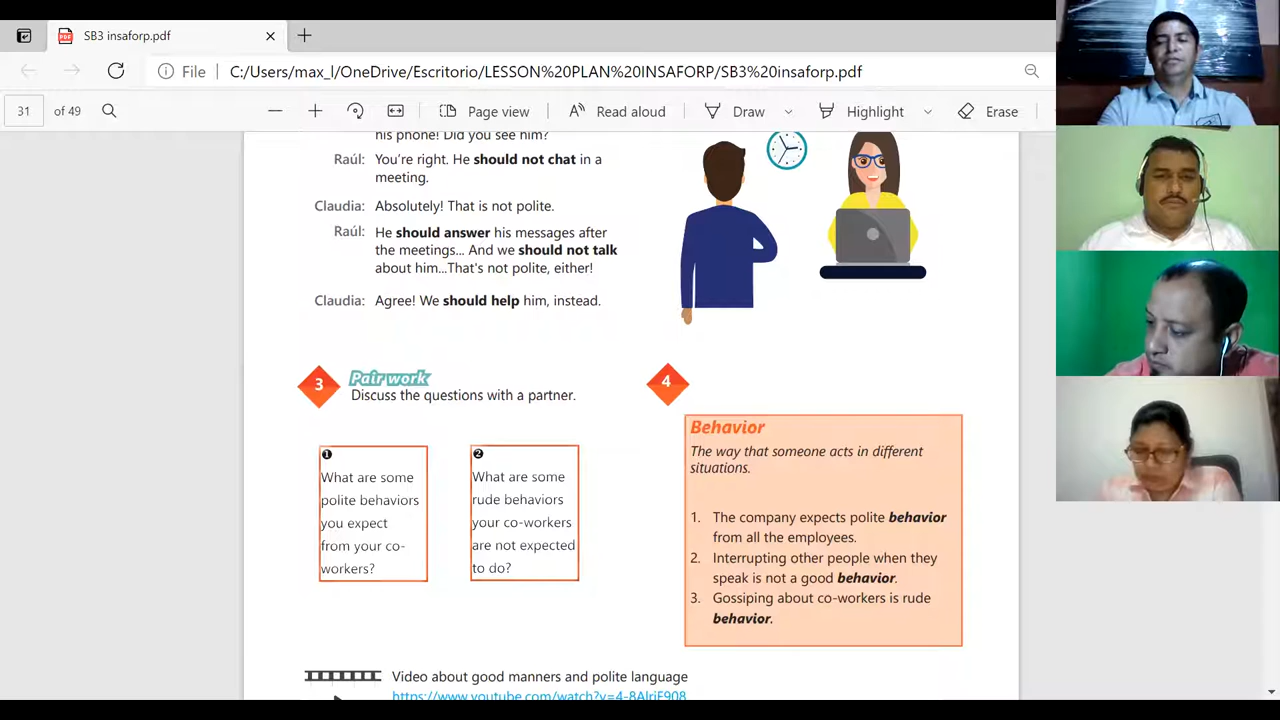 SB3 insaforp.pdf
File
C:/Users/max_l/OneDrive/Escritorio/LESSON%20PLAN%20INSAFORP/SB3%20insaforp.pdf
31
of 49
Page view
Read aloud
Draw
Highlight
Erase
his phone! Did you see him?
Raúl: You're right. He should not chat in a
meeting.
Claudia: Absolutely! That is not polite.
Raúl: He should answer his messages after
the meetings... And we should not talk
about him...That's not polite, either!
Claudia: Agree! We should help him, instead.
3
Pair work
Discuss the questions with a partner.
❶
What are some
polite behaviors
you expect
from your co-
workers?
❷
What are some
rude behaviors
your co-workers
are not expected
to do?
4
Behavior
The way that someone acts in different
situations.
1. The company expects polite behavior
from all the employees.
2. Interrupting other people when they
speak is not a good behavior.
3. Gossiping about co-workers is rude
behavior.
Video about good manners and polite language